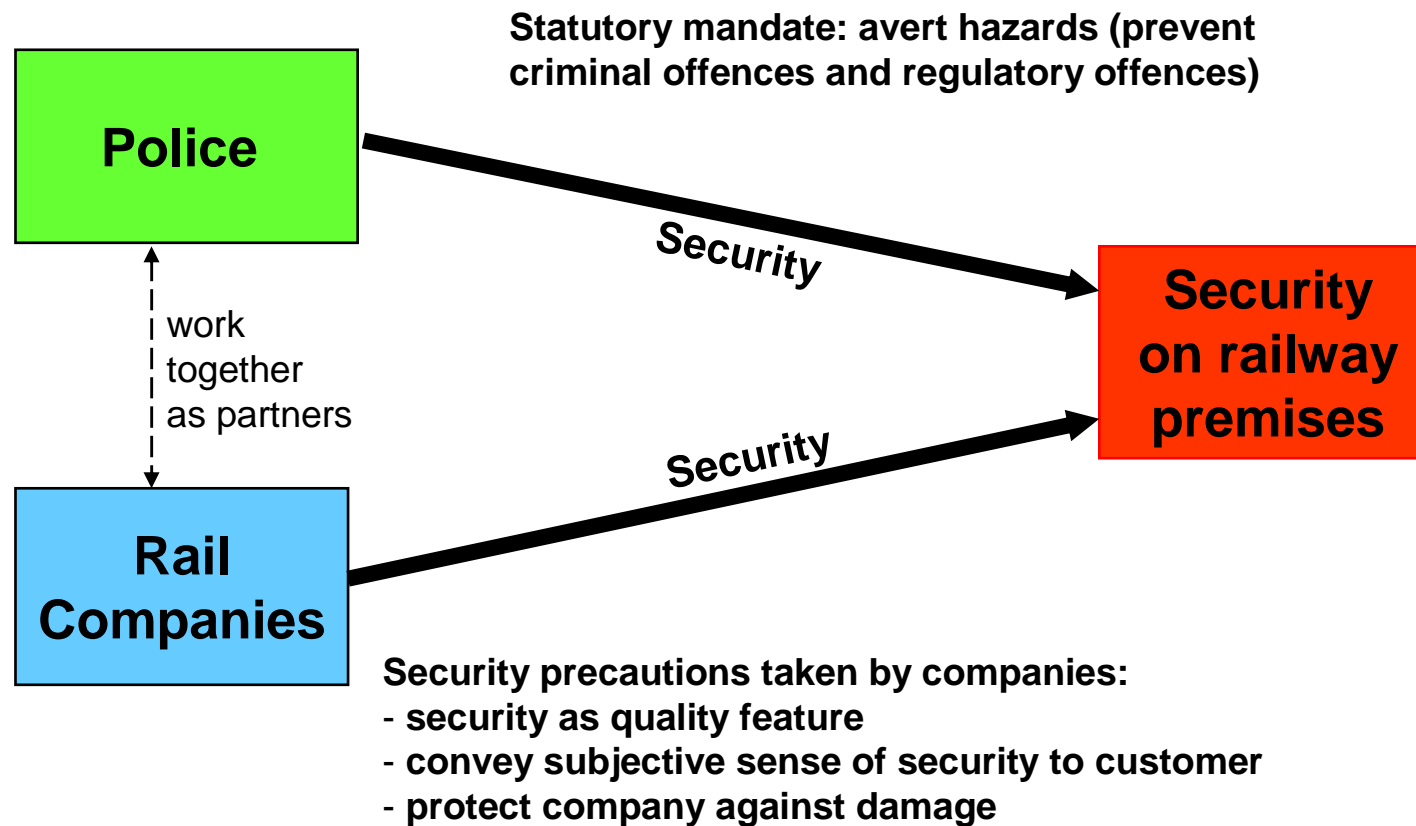 Statutory mandate: avert hazards (prevent
criminal offences and regulatory offences)
Police
Security
Security
on railway
premises
work
together
as partners
Security
Rail
Companies
Security precautions taken by companies:
- security as quality feature
- convey subjective sense of security to customer
- protect company against damage